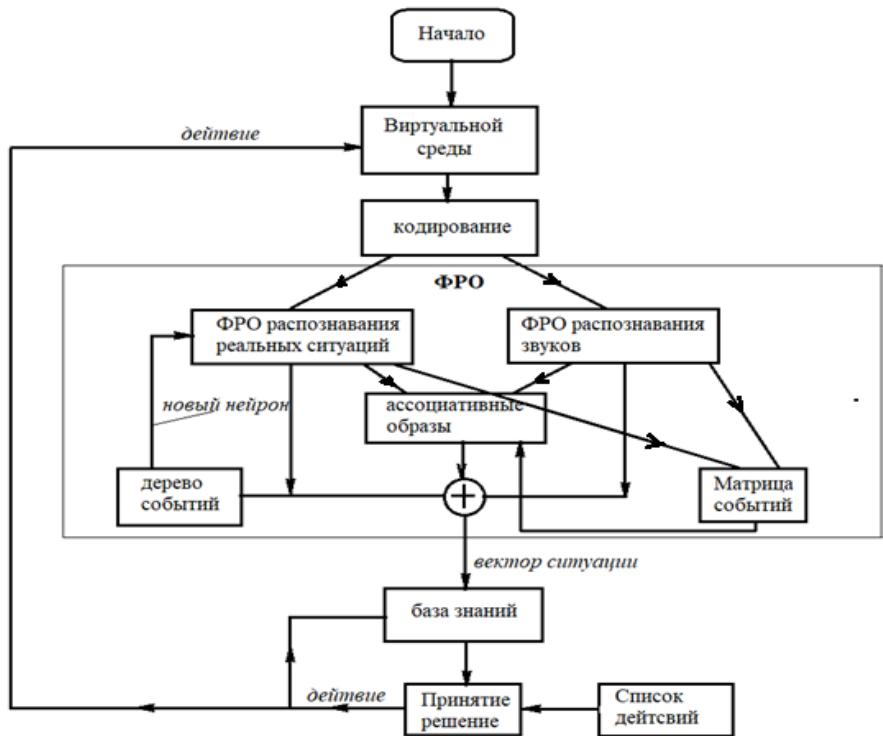 Начало
дейтвие
Виртуальной
среды
кодирование
ФРО
ФРО распознавания
реальных ситуаций
ФРО распознавания
звуков
новый нейрон
ассоциативные
образы
дерево
событий
Матрица
событий
вектор ситуации
база знаний
дейтвие
Принятие
решение
Список
дейтсвий